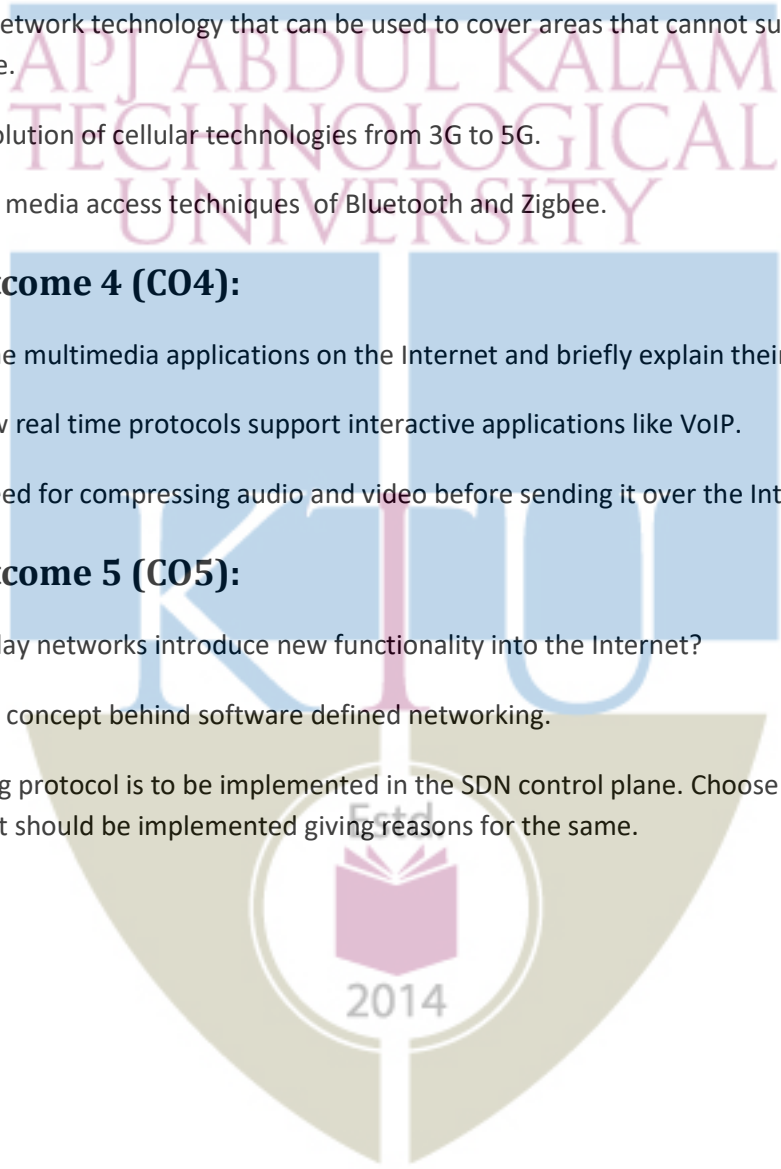 APJ ABDUL KALAM
TECHNOLOGICAL
UNIVERSITY
etwork technology that can be used to cover areas that cannot su
e.
olution of cellular technologies from 3G to 5G.
media access techniques of Bluetooth and Zigbee.
come 4 (CO4):
e multimedia applications on the Internet and briefly explain their
w real time protocols support interactive applications like VoIP.
eed for compressing audio and video before sending it over the Int
come 5 (CO5):
lay networks introduce new functionality into the Internet?
concept behind software defined networking.
g protocol is to be implemented in the SDN control plane. Choose
t should be implemented giving reasons for the same.
KTU
Estd.
2014